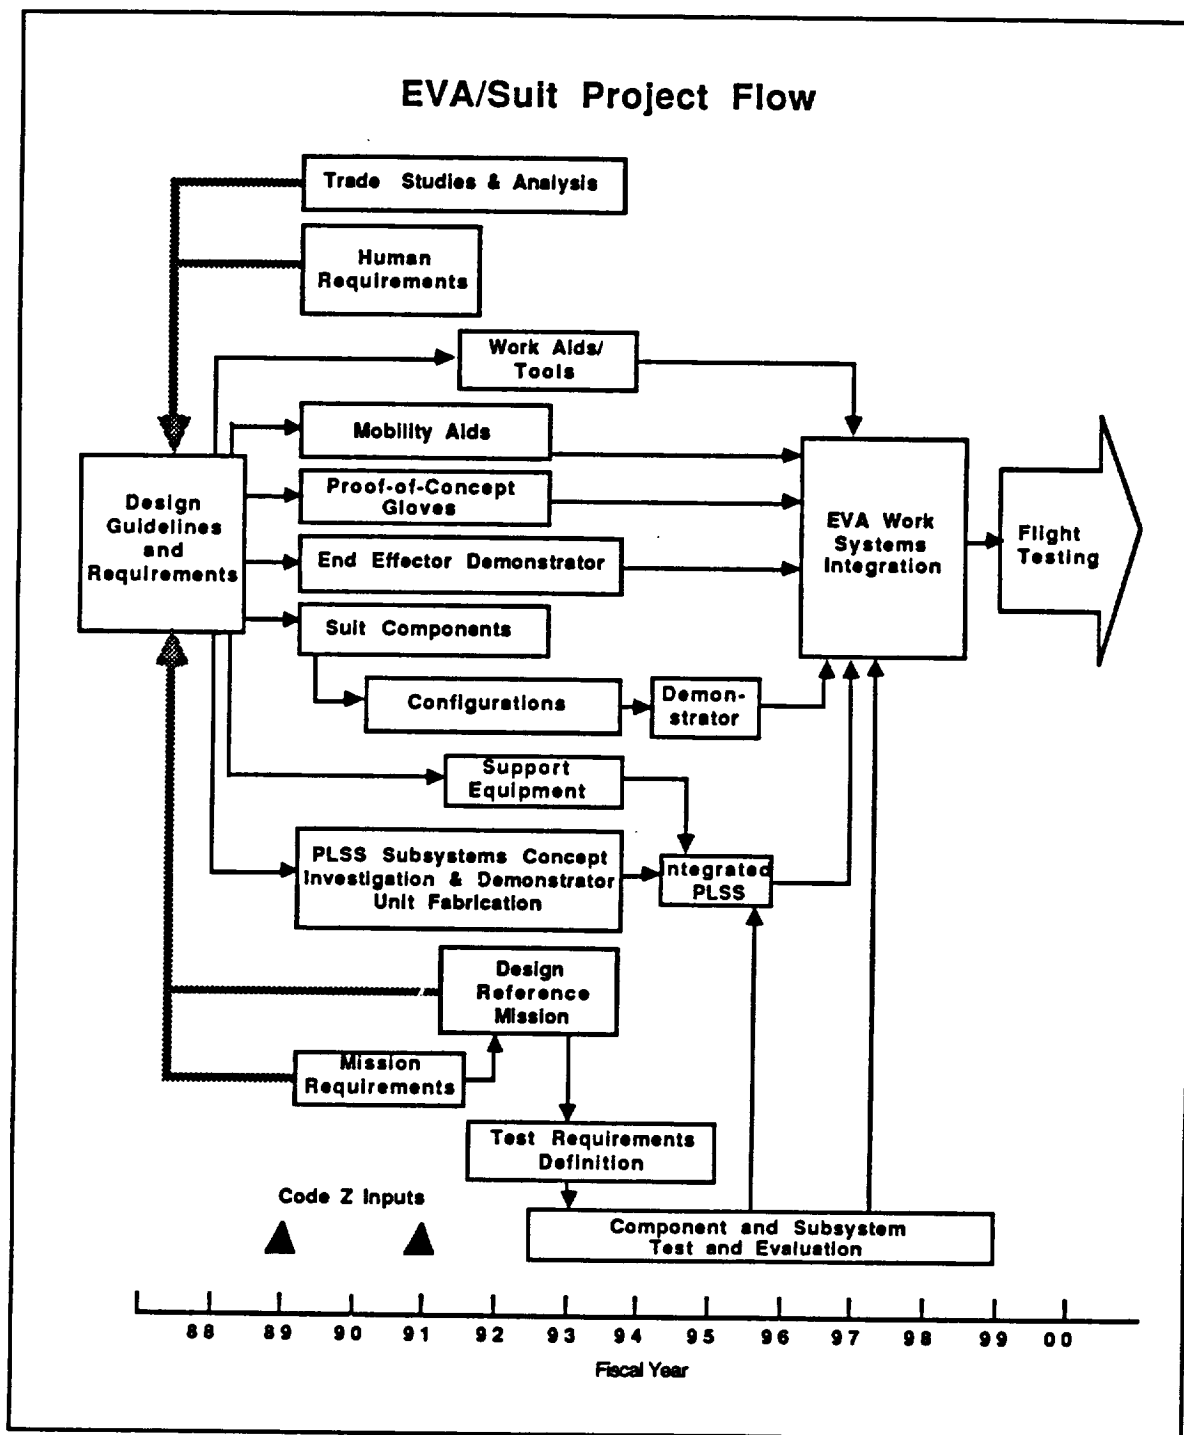 EVA/Suit Project Flow
Trade Studies & Analysis
Human
Requirements
Work Aids/
Tools
Mobility Aids
Proof-of-Concept
Gloves
Design
Guidelines
and
Requirements
End Effector Demonstrator
EVA Work
Systems
Integration
Flight
Testing
Suit Components
Configurations
Demon-
strator
Support
Equipment
PLSS Subsystems Concept
Investigation & Demonstrator
Unit Fabrication
Integrated
PLSS
Design
Reference
Mission
Mission
Requirements
Test Requirements
Definition
Code Z Inputs
Component and Subsystem
Test and Evaluation
88 89 90 91 92 93 94 95 96 97 98 99 00
Fiscal Year